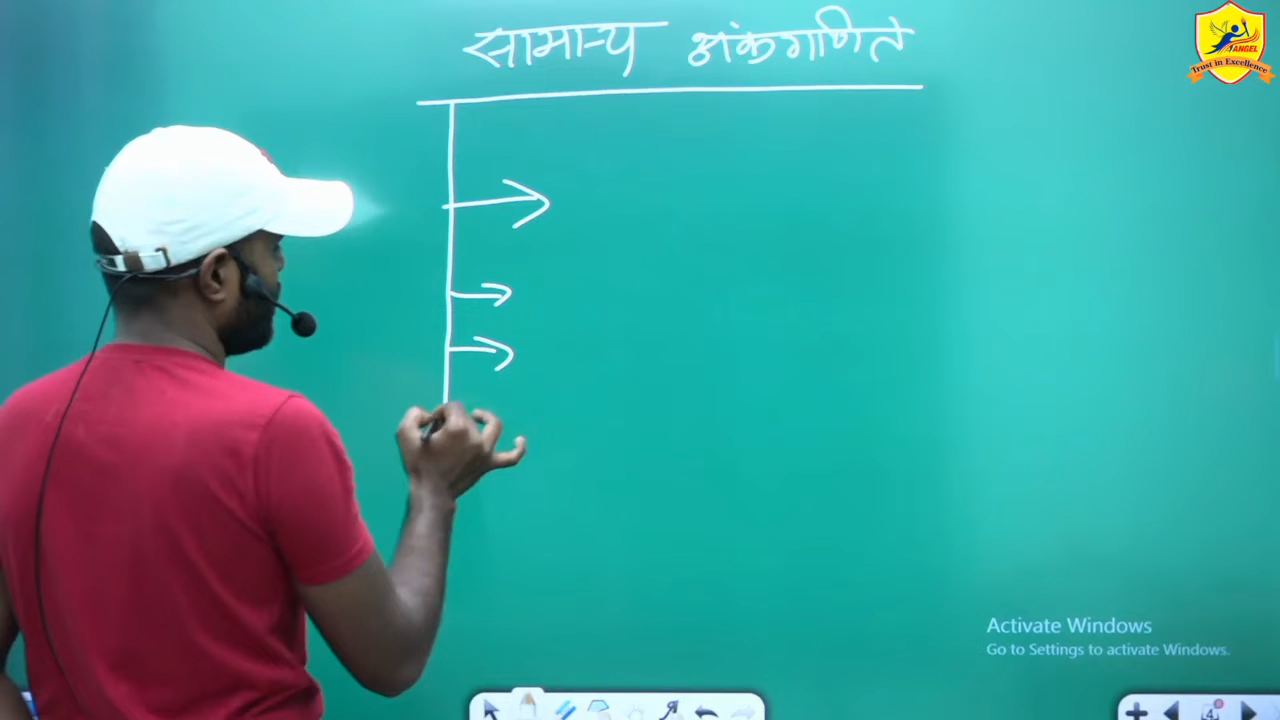 सामान्य अंकगणित
ANGEL
Trust in Excellence
Activate Windows
Go to Settings to activate Windows.